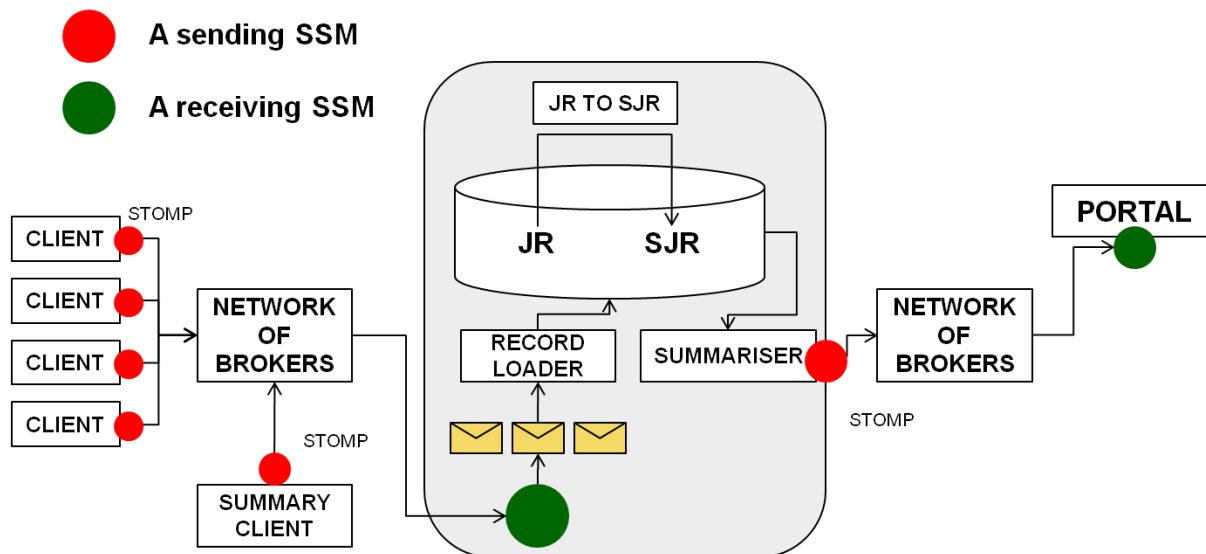 A sending SSM
A receiving SSM
JR TO SJR
JR
SJR
STOMP
CLIENT
CLIENT
CLIENT
CLIENT
NETWORK
OF
BROKERS
STOMP
SUMMARY
CLIENT
RECORD
LOADER
SUMMARISER
STOMP
NETWORK
OF
BROKERS
PORTAL